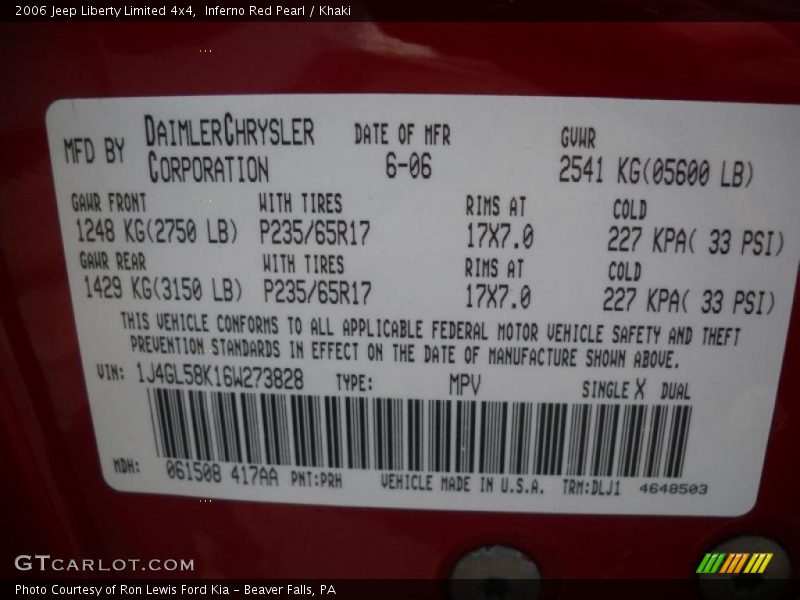 2006 Jeep Liberty Limited 4x4, Inferno Red Pearl / Khaki
MFD BY DAIMLERCHRYSLER CORPORATION DATE OF MFR 6-06 GVWR 2541 KG(05600 LB)
GAWR FRONT WITH TIRES RIMS AT COLD
1248 KG(2750 LB) P235/65R17 17X7.0 227 KPA( 33 PSI)
GAWR REAR WITH TIRES RIMS AT COLD
1429 KG(3150 LB) P235/65R17 17X7.0 227 KPA( 33 PSI)
THIS VEHICLE CONFORMS TO ALL APPLICABLE FEDERAL MOTOR VEHICLE SAFETY AND THEFT
PREVENTION STANDARDS IN EFFECT ON THE DATE OF MANUFACTURE SHOWN ABOVE.
VIN: 1J4GL58K16W273828 TYPE: MPV SINGLE X DUAL
MDH: 061508 417AA PNT:PRH VEHICLE MADE IN U.S.A. TRM:DLJ1 4648503
GTCARLOT.COM
Photo Courtesy of Ron Lewis Ford Kia - Beaver Falls, PA